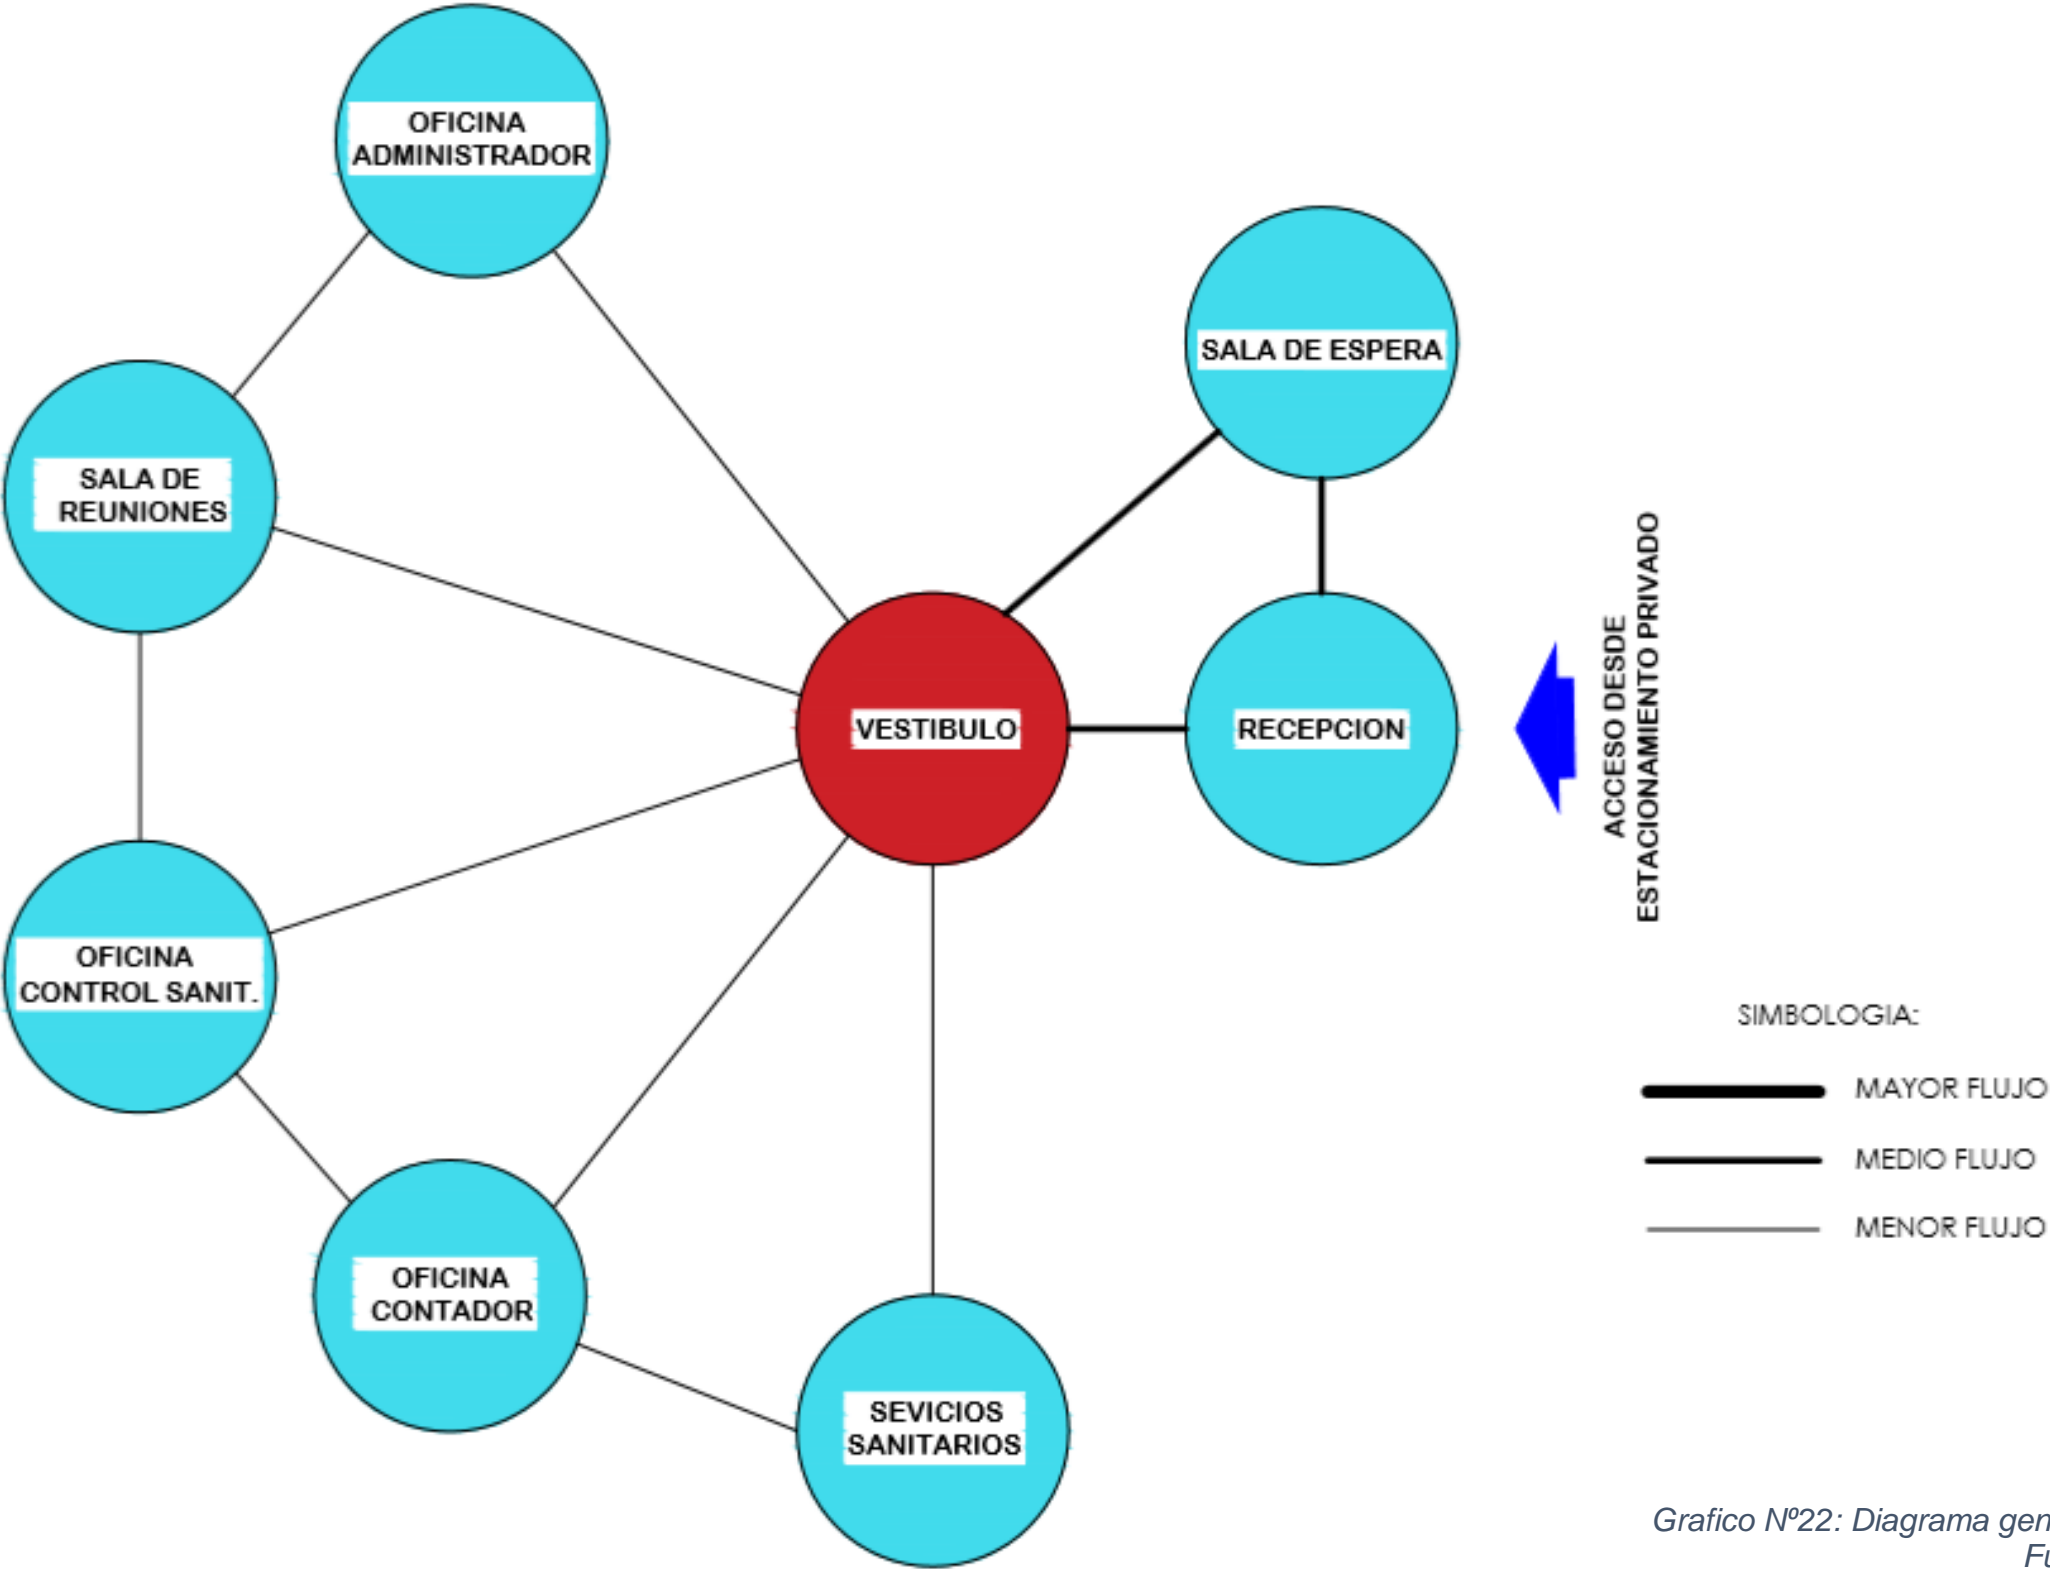 OFICINA
ADMINISTRADOR
SALA DE ESPERA
SALA DE
REUNIONES
VESTIBULO
RECEPCION
ACCESO DESDE
ESTACIONAMIENTO PRIVADO
OFICINA
CONTROL SANIT.
SIMBOLOGIA:
MAYOR FLUJO
MEDIO FLUJO
MENOR FLUJO
OFICINA
CONTADOR
SEVICIOS
SANITARIOS
Grafico Nº22: Diagrama gen
Fu